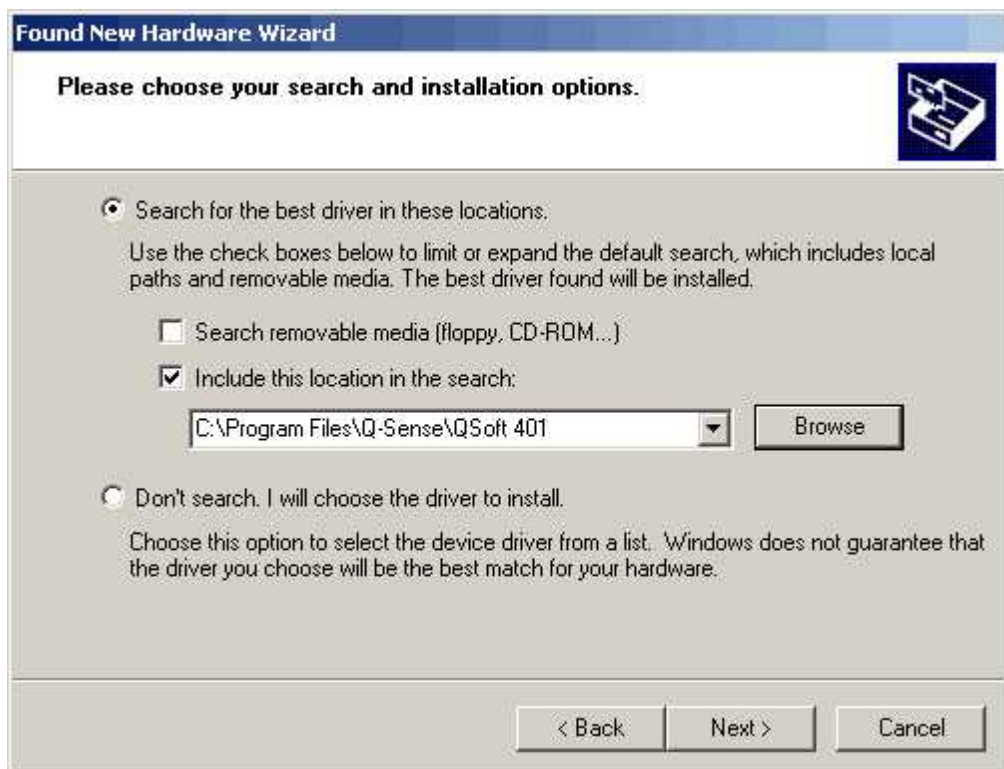 Found New Hardware Wizard
Please choose your search and installation options.
Search for the best driver in these locations.
Use the check boxes below to limit or expand the default search, which includes local
paths and removable media. The best driver found will be installed.
Search removable media (floppy, CD-ROM...)
Include this location in the search:
C:\Program Files\Q-Sense\QSoft 401
Browse
Don't search. I will choose the driver to install.
Choose this option to select the device driver from a list. Windows does not guarantee that
the driver you choose will be the best match for your hardware.
< Back
Next >
Cancel